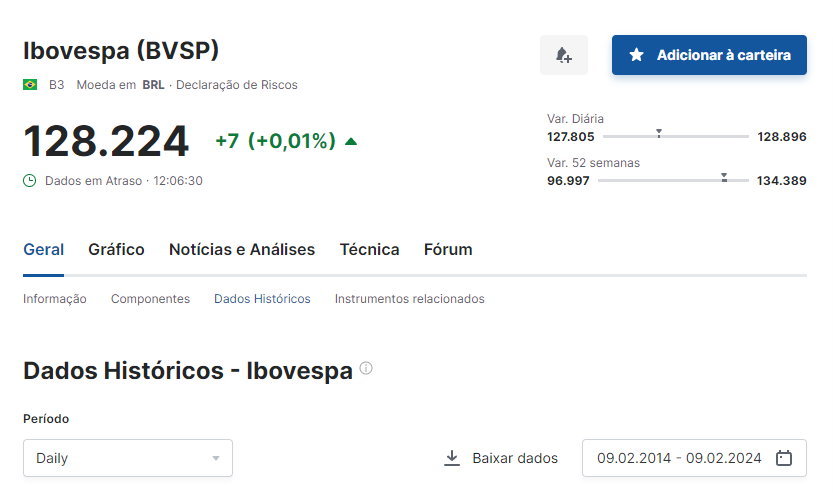 Ibovespa (BVSP)
Adicionar à carteira
B3 Moeda em BRL · Declaração de Riscos
128.224 +7 (+0,01%)
Dados em Atraso · 12:06:30
Var. Diária
127.805 128.896
Var. 52 semanas
96.997 134.389
Geral Gráfico Notícias e Análises Técnica Fórum
Informação Componentes Dados Históricos Instrumentos relacionados
Dados Históricos - Ibovespa
Período
Daily
Baixar dados
09.02.2014 - 09.02.2024